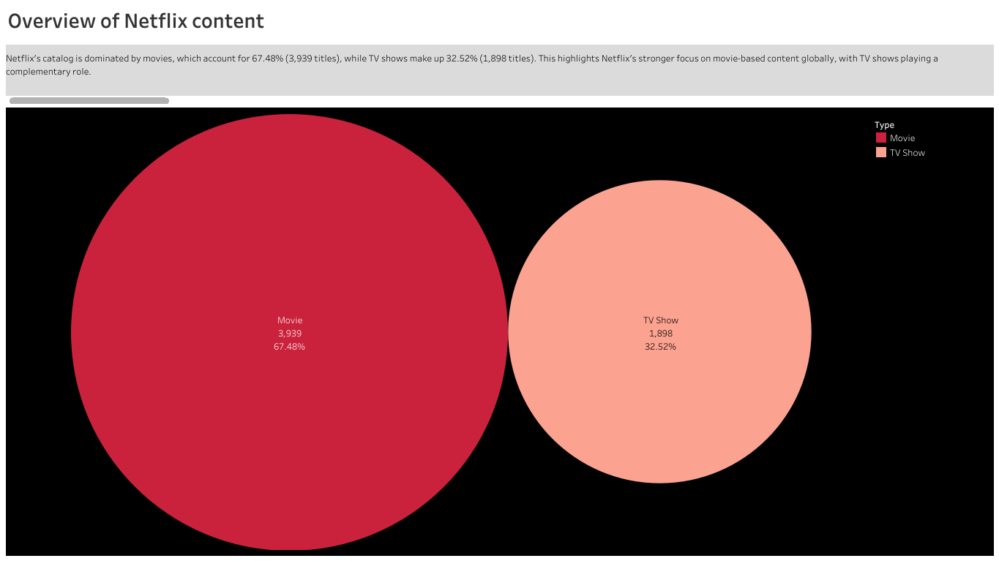 Overview of Netflix content
Netflix’s catalog is dominated by movies, which account for 67.48% (3,939 titles), while TV shows make up 32.52% (1,898 titles). This highlights Netflix’s stronger focus on movie-based content globally, with TV shows playing a
complementary role.
Type
Movie
TV Show
Movie
3,939
67.48%
TV Show
1,898
32.52%